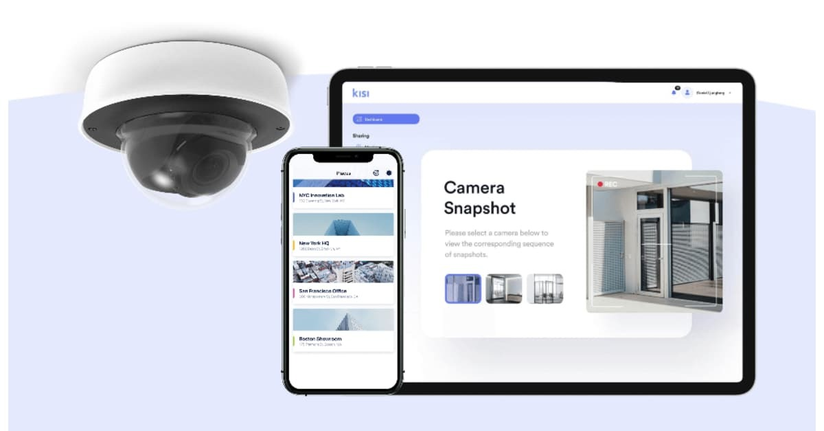 kisi
Dashboard
Sharing
Places
NYC Innovation Lab
New York HQ
San Francisco Office
Boston Showroom
Camera
Snapshot
Please select a camera below to
view the corresponding sequence
of snapshots.
REC